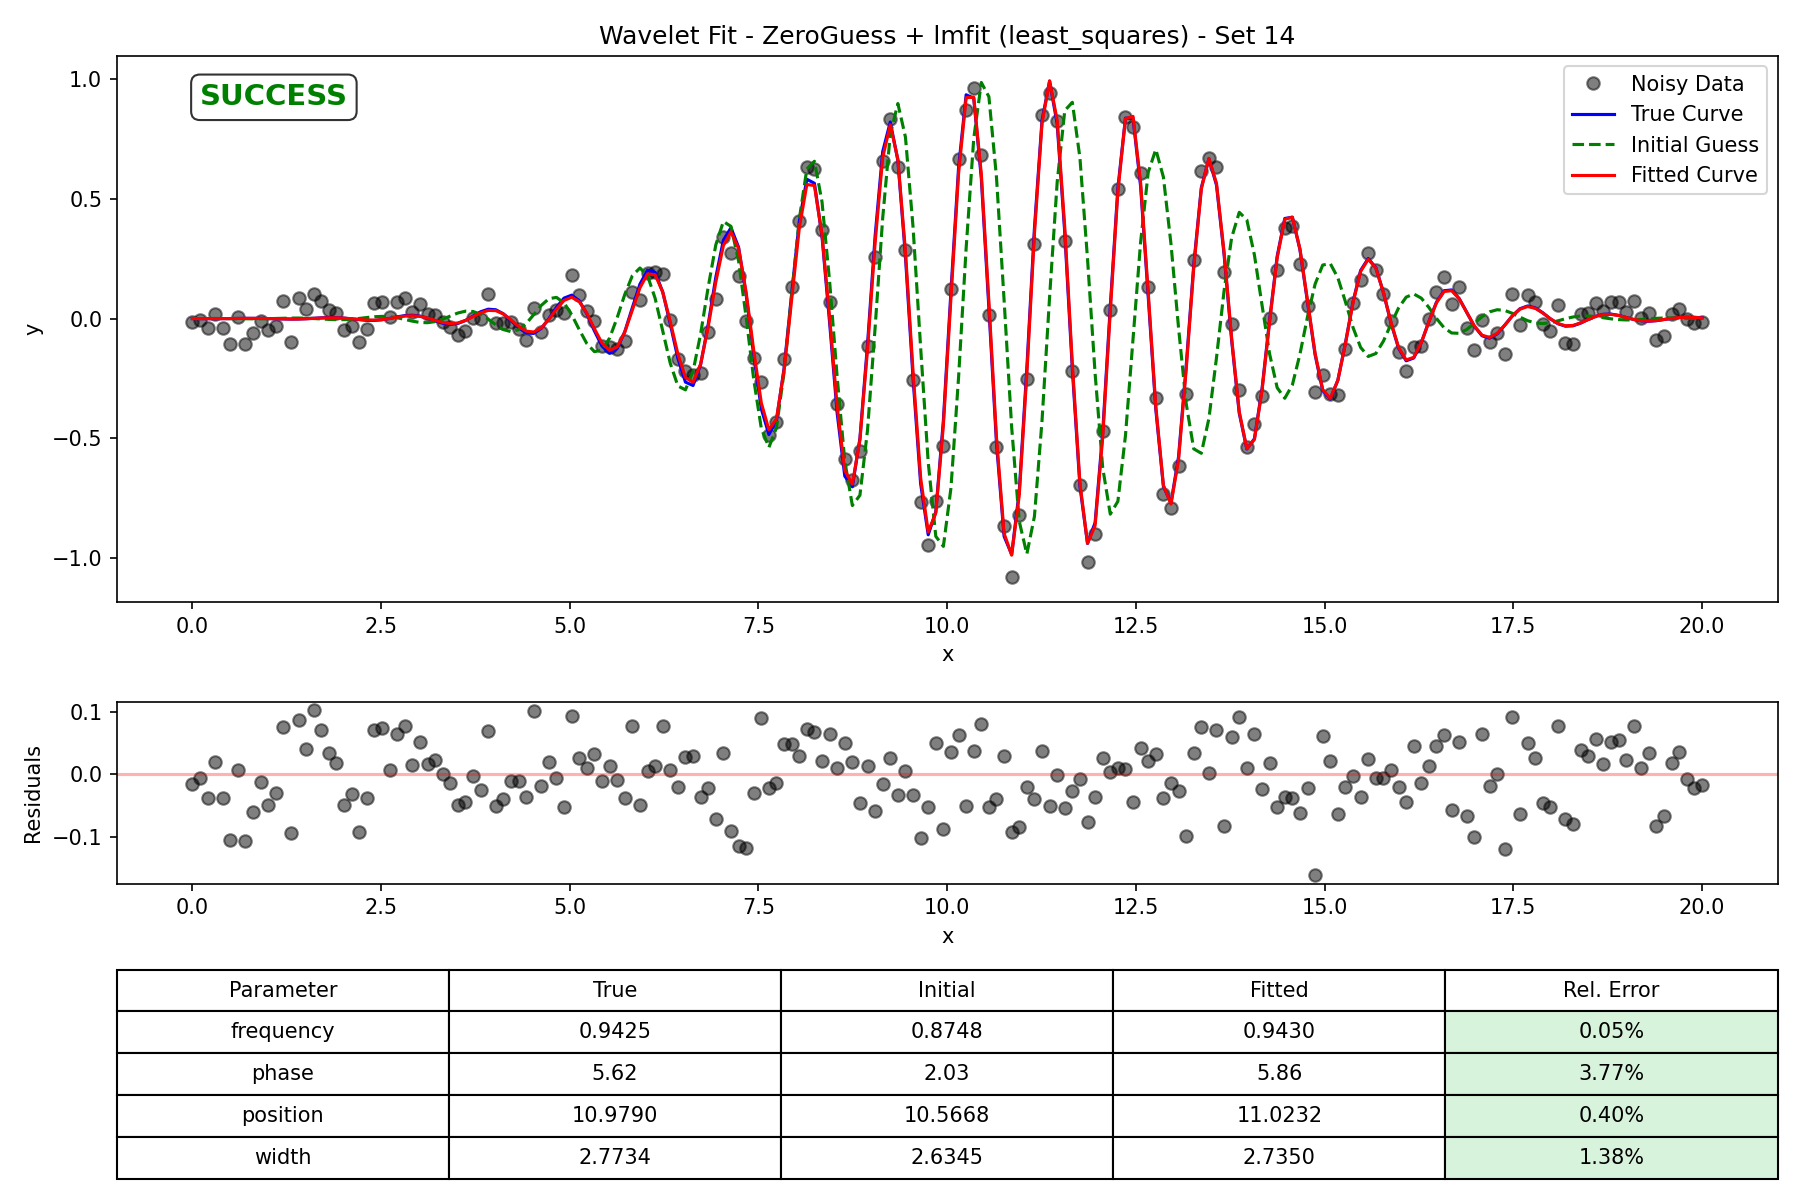 Wavelet Fit - ZeroGuess + lmfit (least_squares) - Set 14
SUCCESS
Noisy Data
True Curve
Initial Guess
Fitted Curve
1.0
0.5
0.0
−0.5
−1.0
y
0.0 2.5 5.0 7.5 10.0 12.5 15.0 17.5 20.0
x
0.1
0.0
−0.1
Residuals
0.0 2.5 5.0 7.5 10.0 12.5 15.0 17.5 20.0
x
Parameter True Initial Fitted Rel. Error
frequency 0.9425 0.8748 0.9430 0.05%
phase 5.62 2.03 5.86 3.77%
position 10.9790 10.5668 11.0232 0.40%
width 2.7734 2.6345 2.7350 1.38%